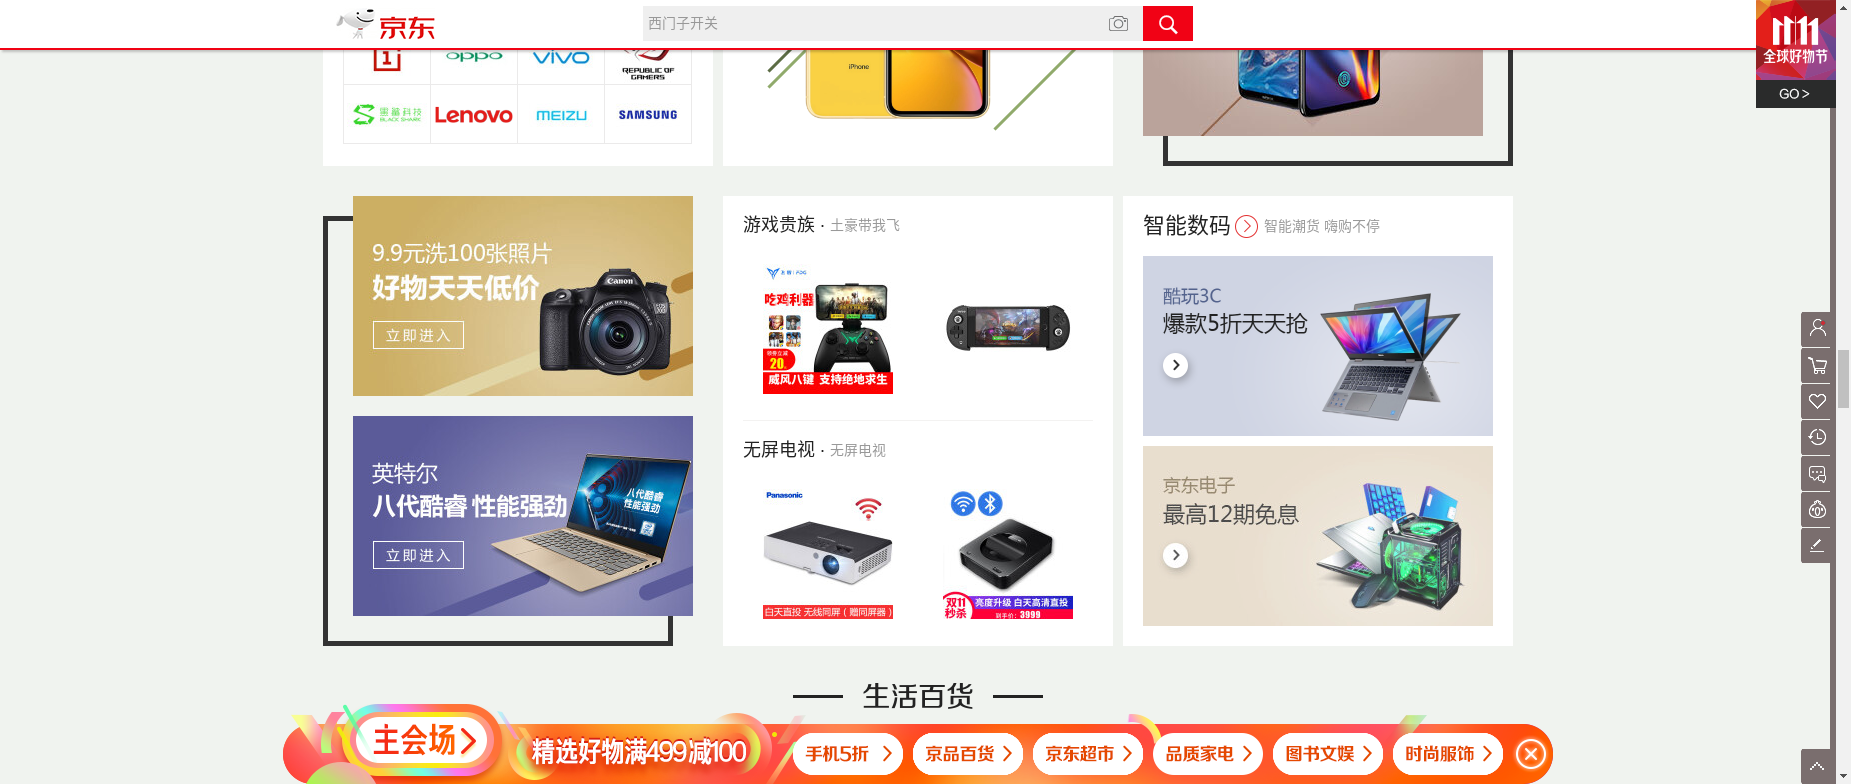 京东
西门子开关
全球好物节
GO >
oppo
vivo
REPUBLIC OF
GAMERS
黑鲨科技
BLACK SHARK
Lenovo
MEIZU
SAMSUNG
iPhone
9.9元洗100张照片
好物天天低价
立即进入
Canon
英特尔
八代酷睿 性能强劲
立即进入
八代酷睿
性能强劲
游戏贵族 · 土豪带我飞
吃鸡利器
领券立减
20
威风八键 支持绝地求生
无屏电视 · 无屏电视
Panasonic
白天直投 无线同屏（赠同屏器）
双11
秒杀
亮度升级 白天高清直投
到手价：3999
智能数码 智能潮货 嗨购不停
酷玩3C
爆款5折天天抢
京东电子
最高12期免息
生活百货
主会场
精选好物满499减100
手机5折
京品百货
京东超市
品质家电
图书文娱
时尚服饰